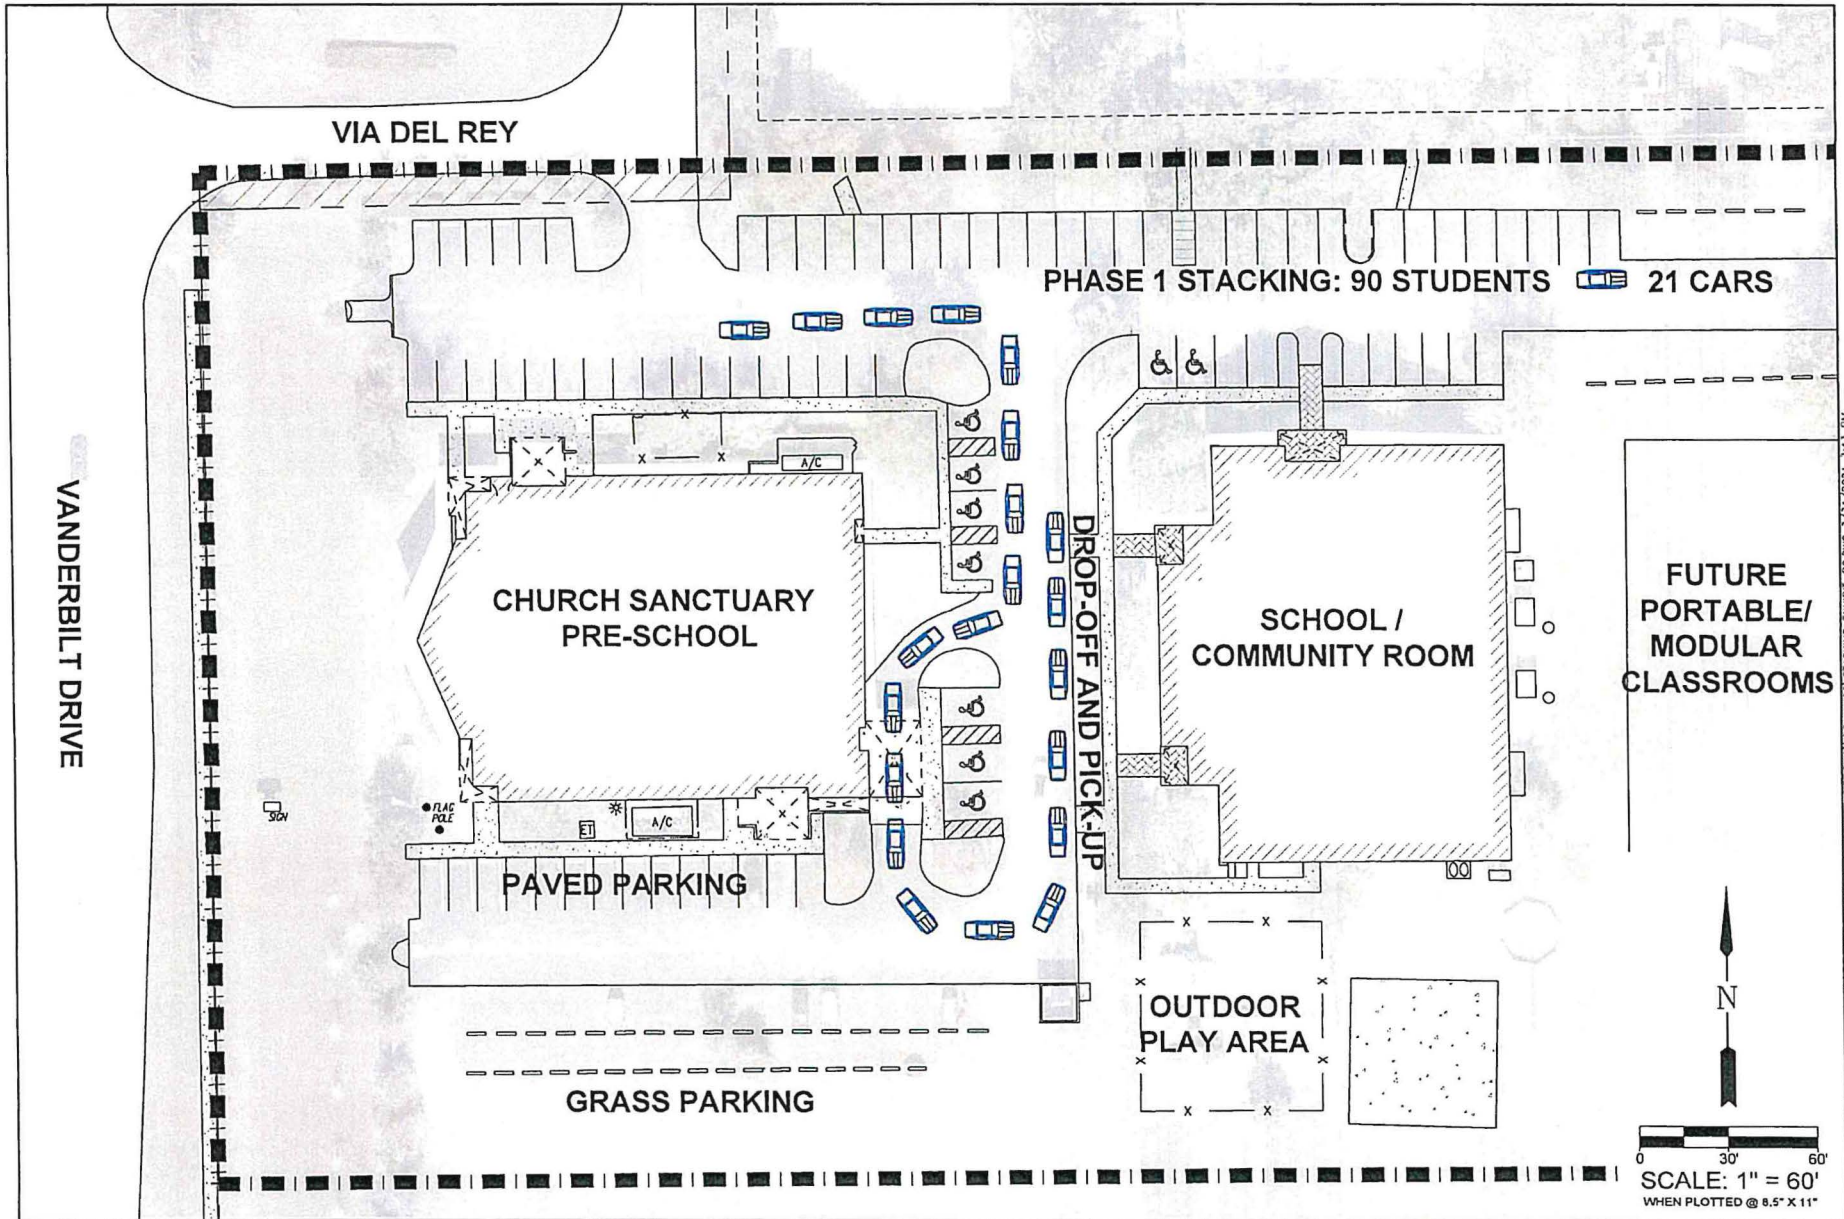 VIA DEL REY
PHASE 1 STACKING: 90 STUDENTS
21 CARS
A/C
VANDERBILT DRIVE
CHURCH SANCTUARY
PRE-SCHOOL
DROP-OFF AND PICK-UP
SCHOOL /
COMMUNITY ROOM
FUTURE
PORTABLE/
MODULAR
CLASSROOMS
SIGN
FLAG
POLE
ET
A/C
PAVED PARKING
OUTDOOR
PLAY AREA
GRASS PARKING
N
0 30' 60'
SCALE: 1" = 60'
WHEN PLOTTED @ 8.5" X 11"